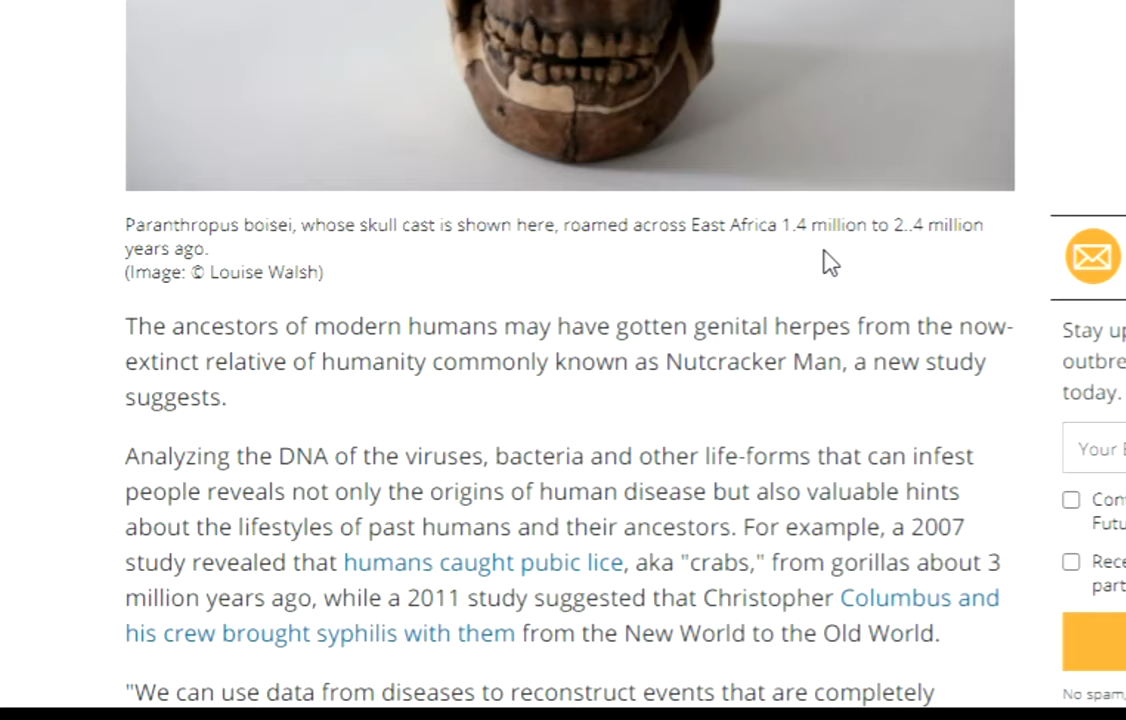 Paranthropus boisei, whose skull cast is shown here, roamed across East Africa 1.4 million to 2..4 million
years ago.
(Image: © Louise Walsh)
The ancestors of modern humans may have gotten genital herpes from the now-
extinct relative of humanity commonly known as Nutcracker Man, a new study
suggests.
Analyzing the DNA of the viruses, bacteria and other life-forms that can infest
people reveals not only the origins of human disease but also valuable hints
about the lifestyles of past humans and their ancestors. For example, a 2007
study revealed that humans caught pubic lice, aka "crabs," from gorillas about 3
million years ago, while a 2011 study suggested that Christopher Columbus and
his crew brought syphilis with them from the New World to the Old World.
"We can use data from diseases to reconstruct events that are completely
Stay
today.
Your
No spam,